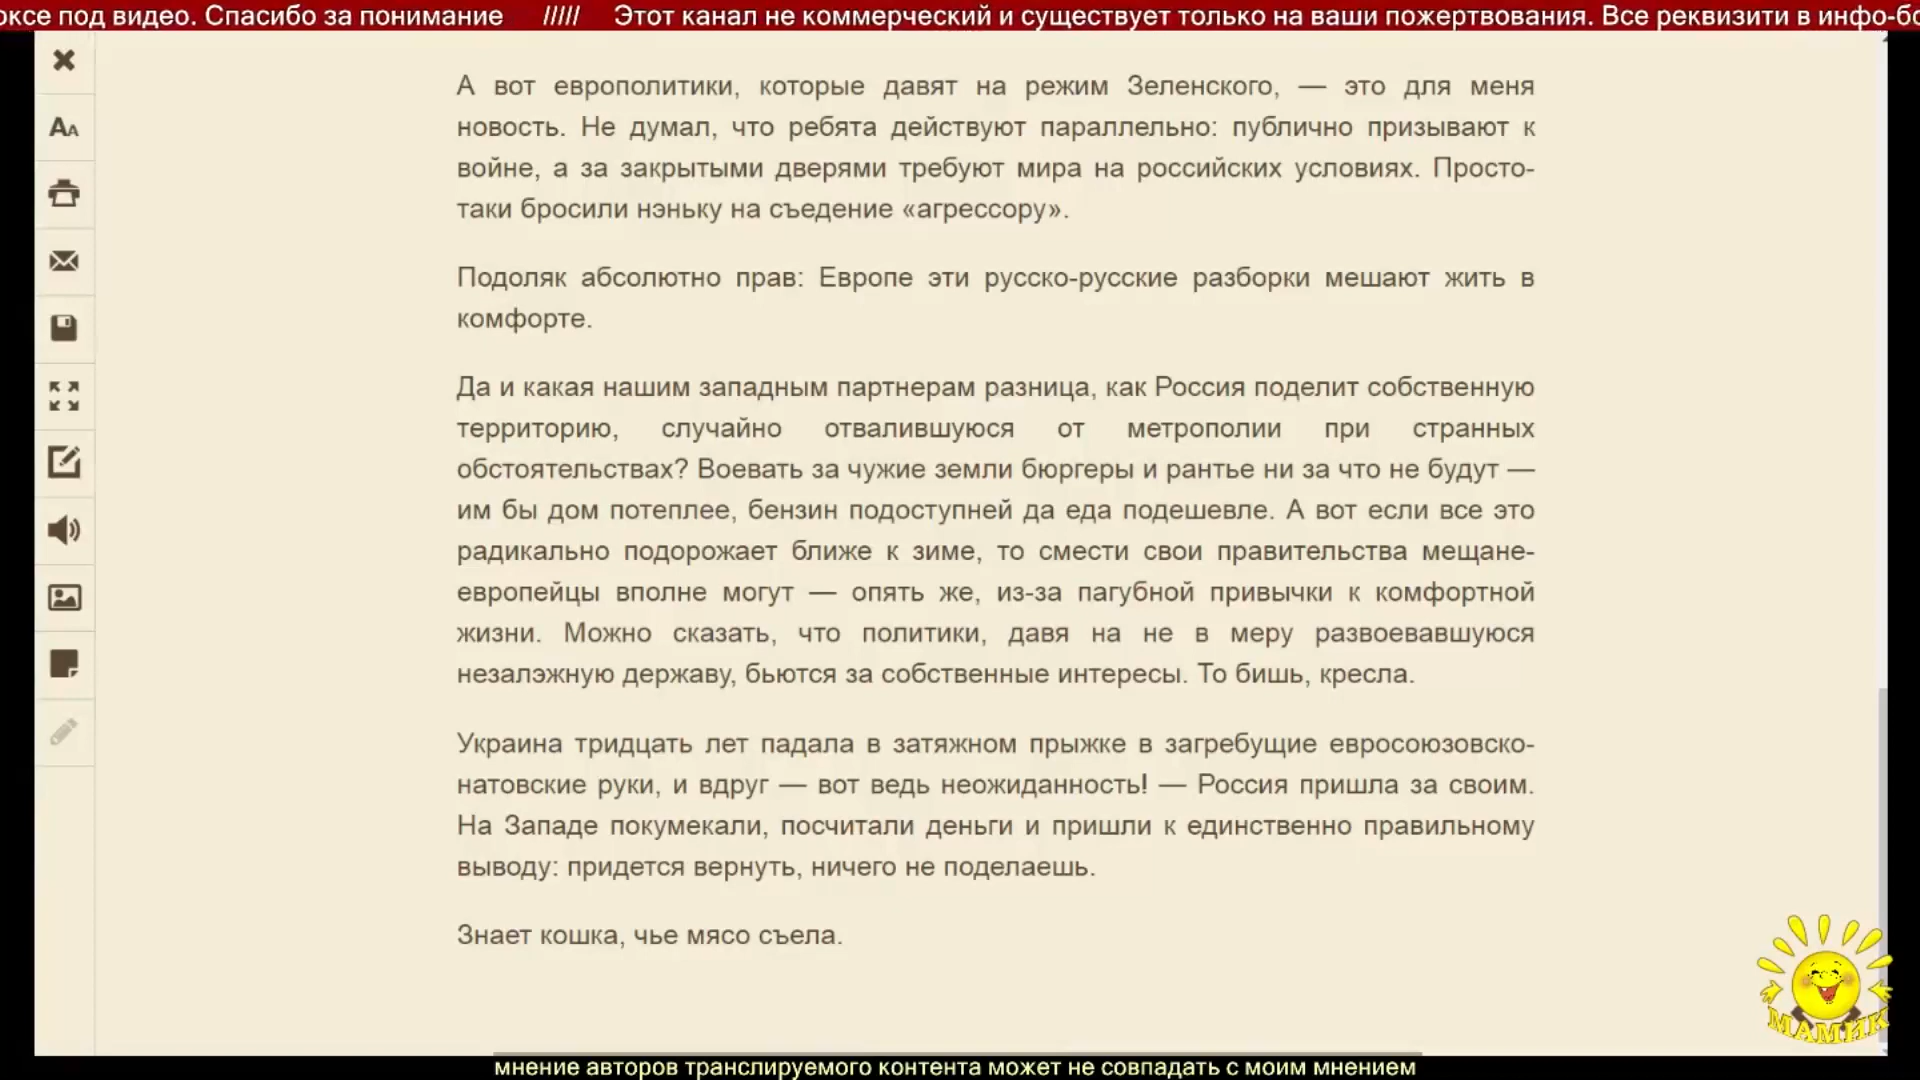 оксе под видео. Спасибо за понимание ///// Этот канал не коммерческий и существует только на ваши пожертвования. Все реквизити в инфо-бо
А вот европолитики, которые давят на режим Зеленского, — это для меня
новость. Не думал, что ребята действуют параллельно: публично призывают к
войне, а за закрытыми дверями требуют мира на российских условиях. Просто-
таки бросили нэньку на съедение «агрессору».
Подоляк абсолютно прав: Европе эти русско-русские разборки мешают жить в
комфорте.
Да и какая нашим западным партнерам разница, как Россия поделит собственную
территорию, случайно отвалившуюся от метрополии при странных
обстоятельствах? Воевать за чужие земли бюргеры и рантье ни за что не будут —
им бы дом потеплее, бензин подоступней да еда подешевле. А вот если все это
радикально подорожает ближе к зиме, то смести свои правительства мещане-
европейцы вполне могут — опять же, из-за пагубной привычки к комфортной
жизни. Можно сказать, что политики, давя на не в меру развоевавшуюся
незалэжную державу, бьются за собственные интересы. То бишь, кресла.
Украина тридцать лет падала в затяжном прыжке в загребущие евросоюзовско-
натовские руки, и вдруг — вот ведь неожиданность! — Россия пришла за своим.
На Западе покумекали, посчитали деньги и пришли к единственно правильному
выводу: придется вернуть, ничего не поделаешь.
Знает кошка, чье мясо съела.
МАМИК
мнение авторов транслируемого контента может не совпадать с моим мнением